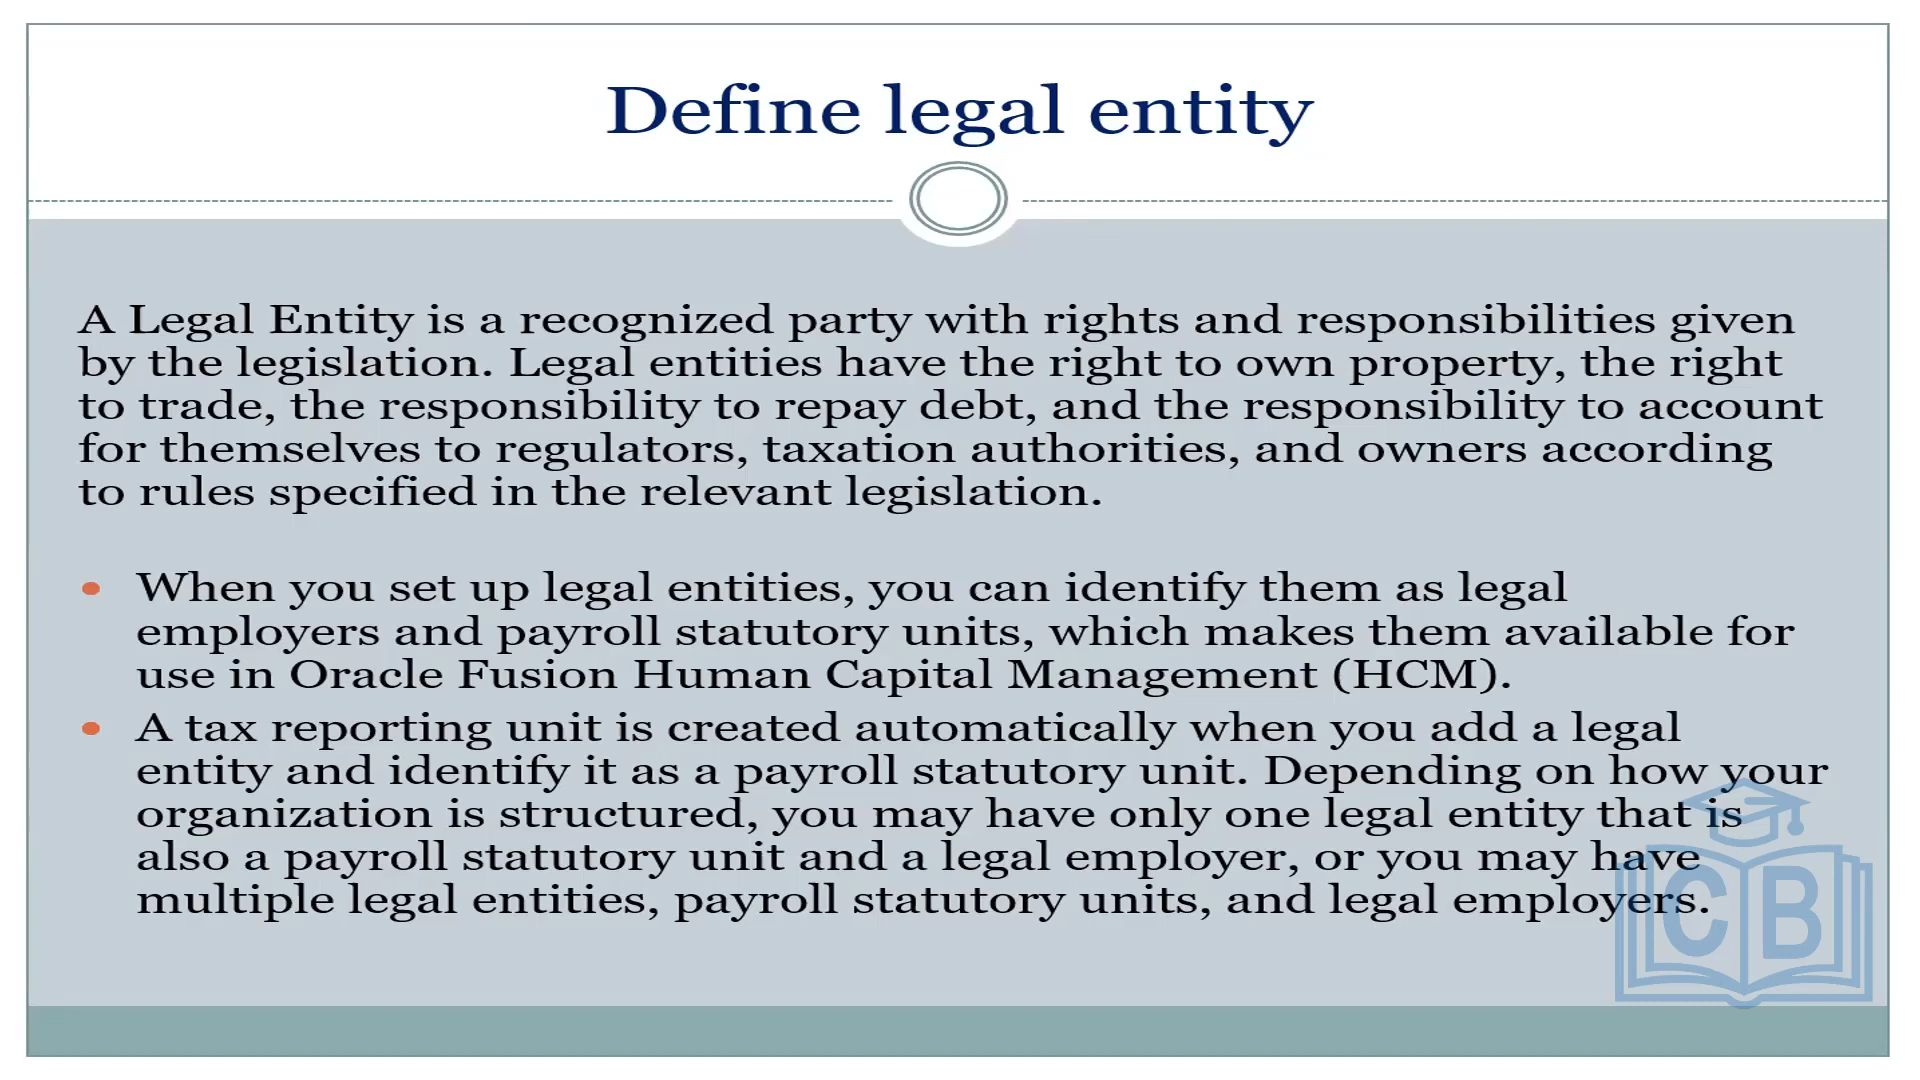 Define legal entity
A Legal Entity is a recognized party with rights and responsibilities given
by the legislation. Legal entities have the right to own property, the right
to trade, the responsibility to repay debt, and the responsibility to account
for themselves to regulators, taxation authorities, and owners according
to rules specified in the relevant legislation.
• When you set up legal entities, you can identify them as legal
employers and payroll statutory units, which makes them available for
use in Oracle Fusion Human Capital Management (HCM).
• A tax reporting unit is created automatically when you add a legal
entity and identify it as a payroll statutory unit. Depending on how your
organization is structured, you may have only one legal entity that is
also a payroll statutory unit and a legal employer, or you may have
multiple legal entities, payroll statutory units, and legal employers.
CB